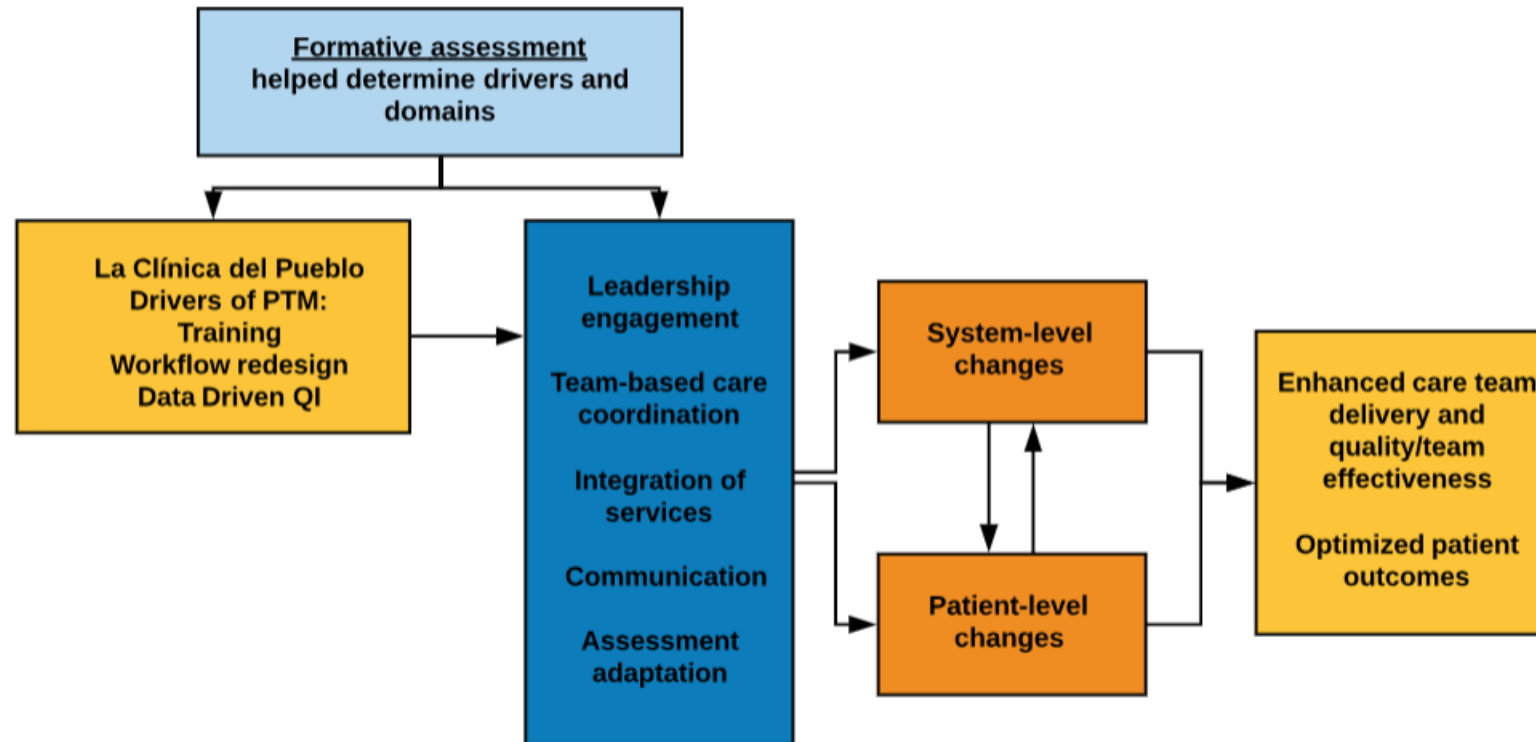 Formative assessment
helped determine drivers and
domains
La Clínica del Pueblo
Drivers of PTM:
Training
Workflow redesign
Data Driven QI
Leadership
engagement
Team-based care
coordination
Integration of
services
Communication
Assessment
adaptation
System-level
changes
Patient-level
changes
Enhanced care team
delivery and
quality/team
effectiveness
Optimized patient
outcomes